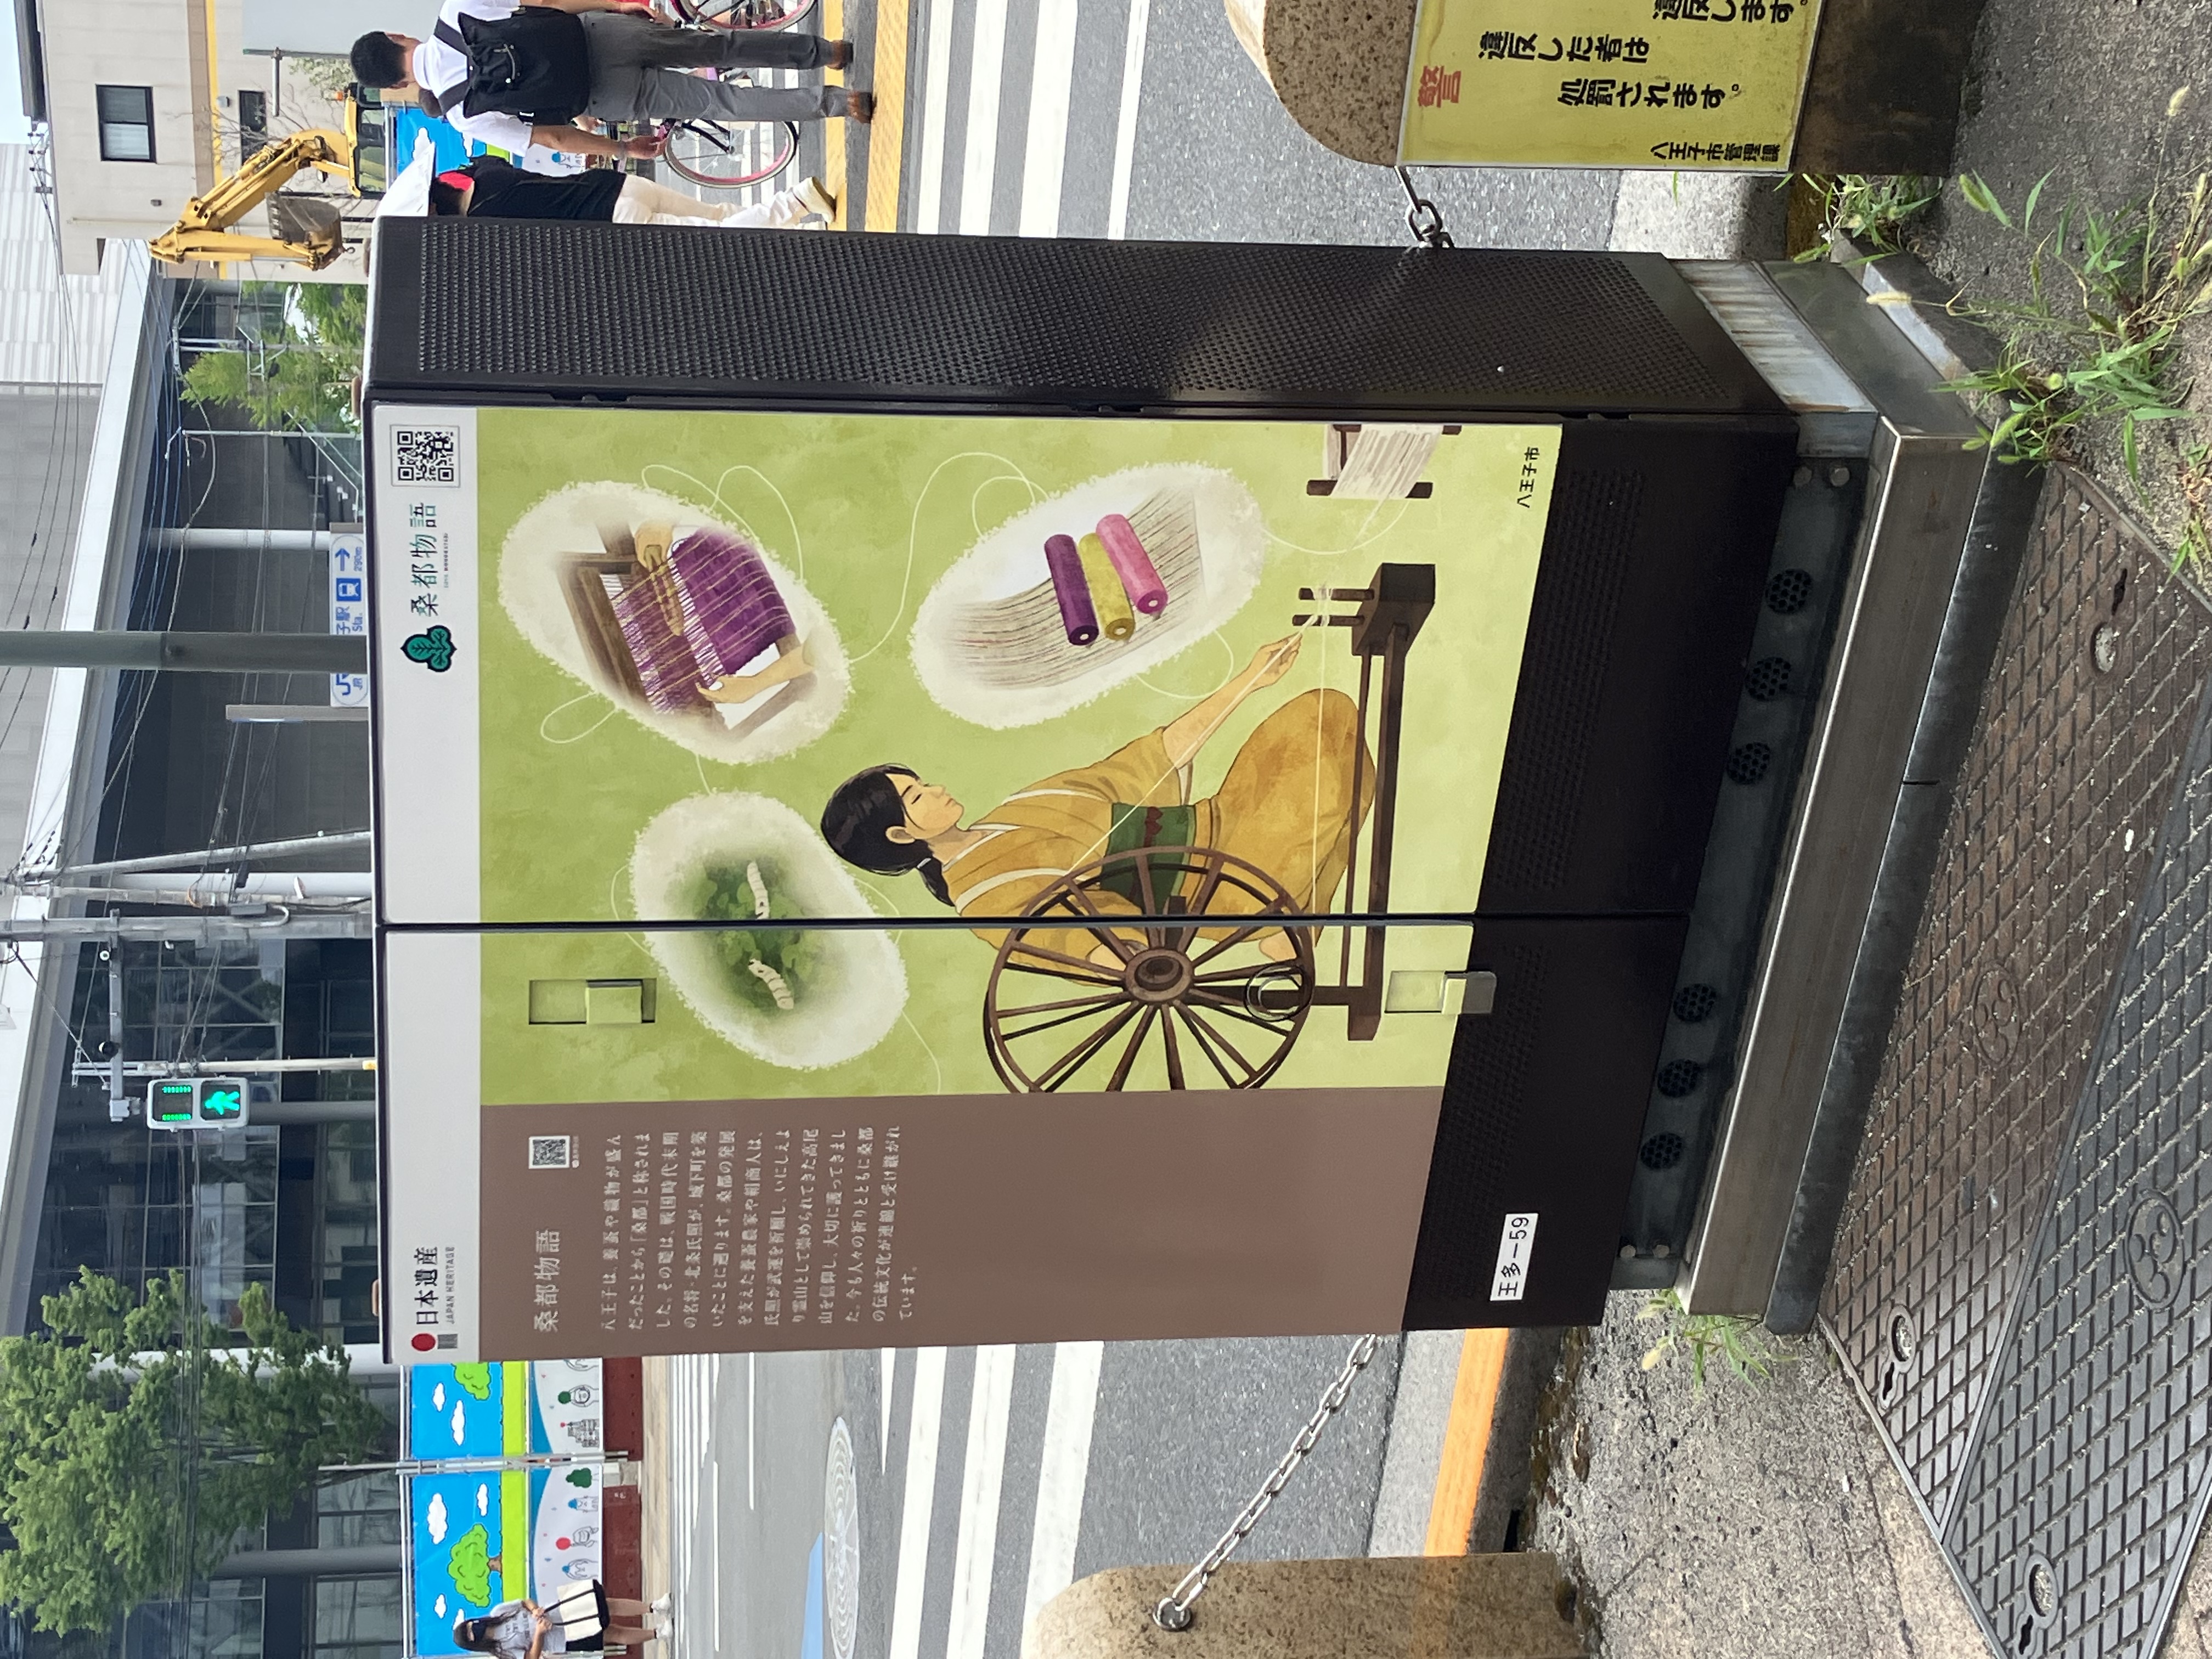 JR
子駅
Sta.
290m
日本遺産
JAPAN HERITAGE
桑都物語
桑都物語
八王子は、養蚕や織物が盛ん
だったことから「桑都」と称されま
した。その礎は、戦国時代末期
の名将・北条氏照が、城下町を築
いたことに遡ります。桑都の発展
を支えた養蚕農家や絹商人は、
氏照が武運を祈願し、いにしえよ
り霊山として崇められてきた高尾
山を信仰し、大切に護ってきまし
た。今も人々の祈りとともに桑都
の伝統文化が連綿と受け継がれ
ています。
王多ー59
八王子市
警
違反します。
違反した者は
処罰されます。
八王子市管理課